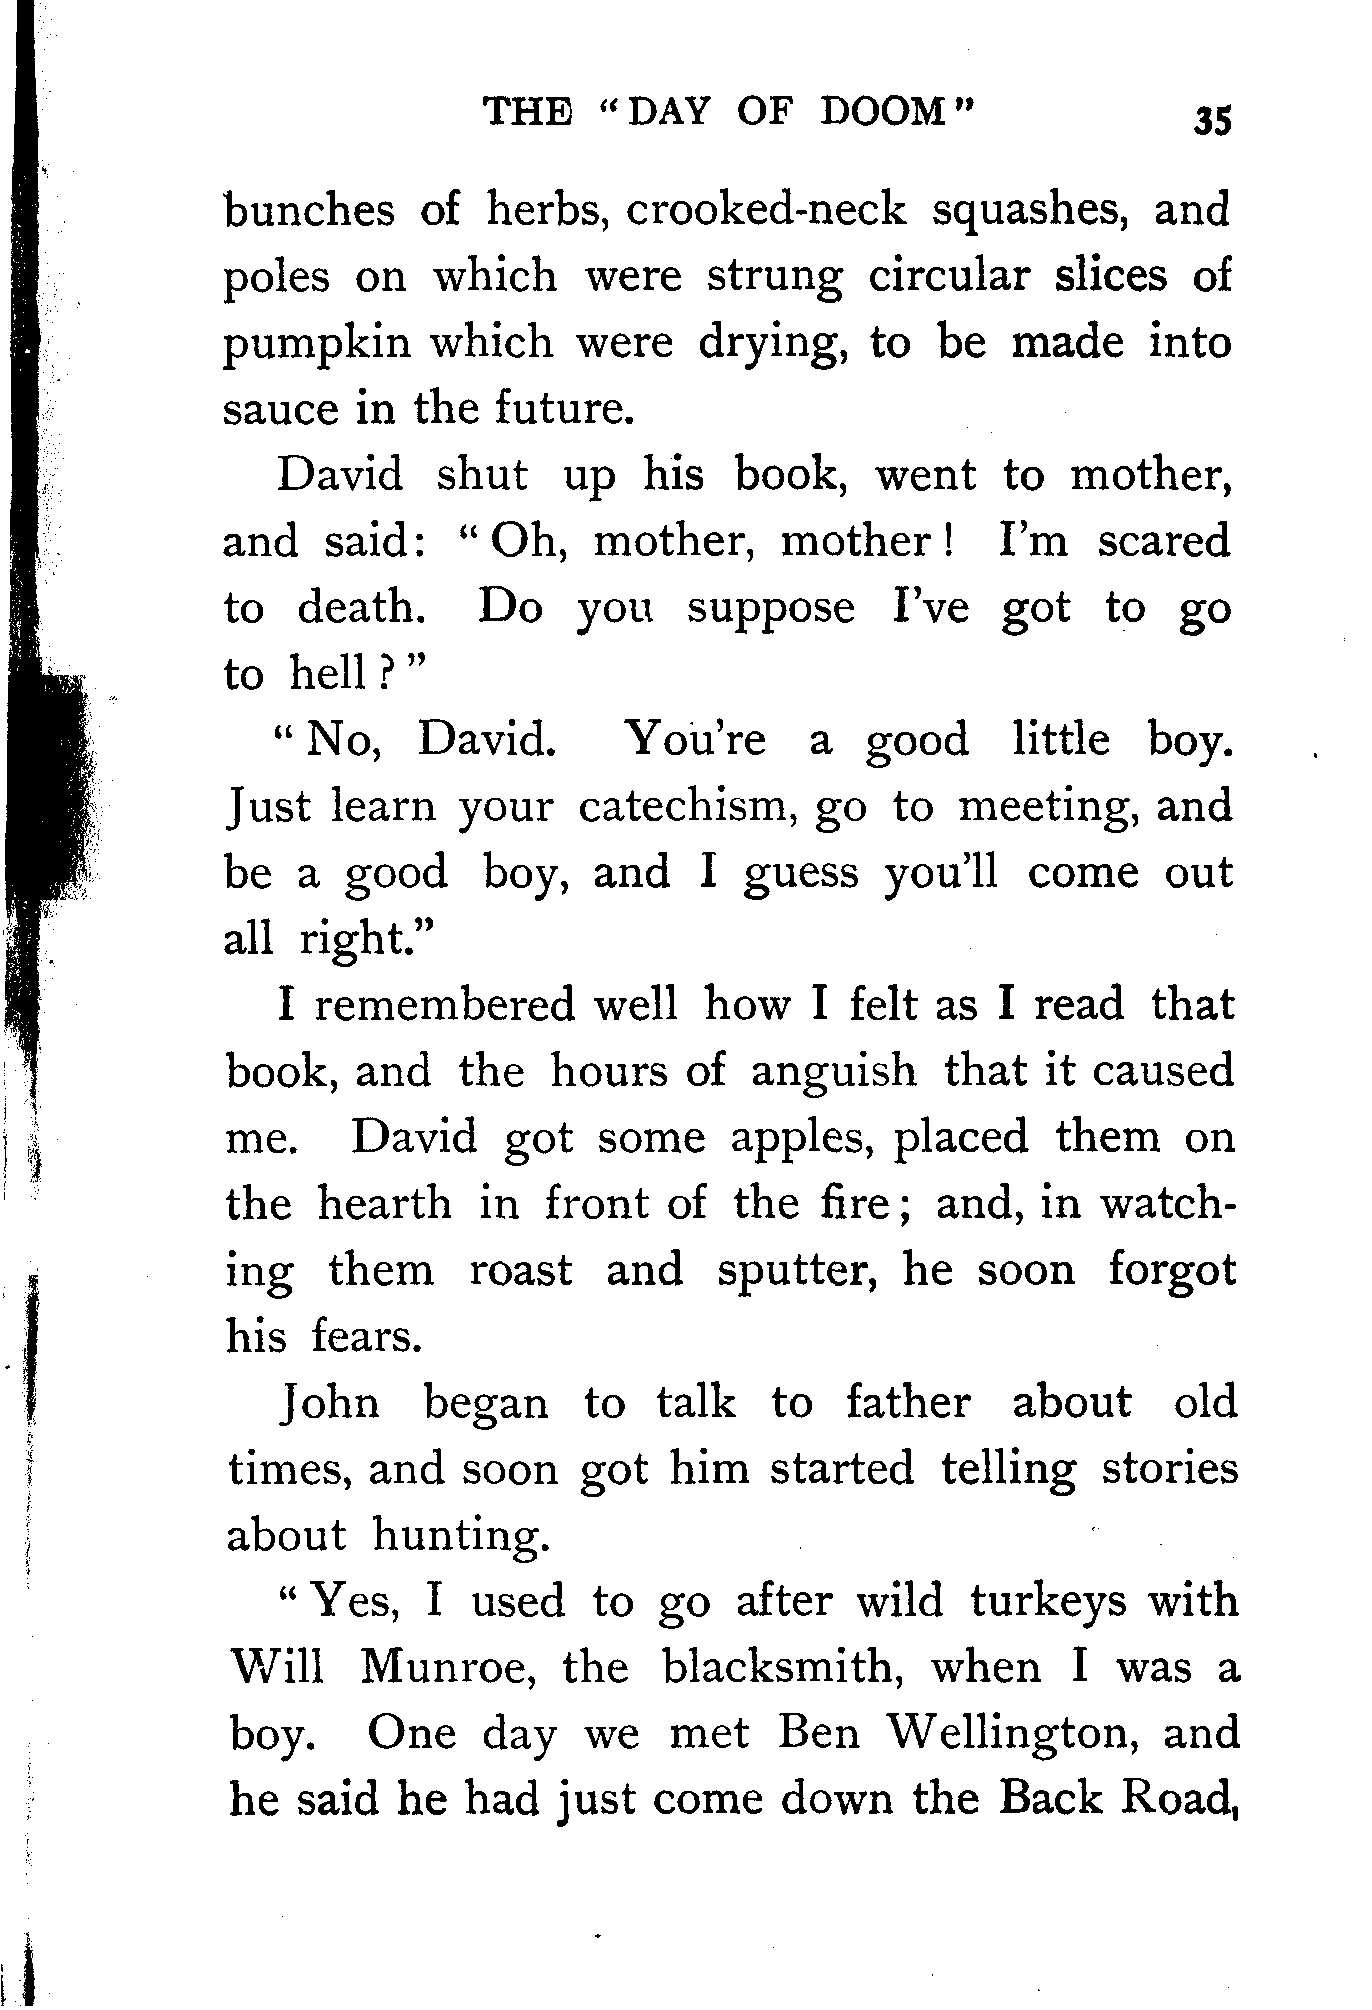 THE "DAY OF DOOM" 35
bunches of herbs, crooked-neck squashes, and
poles on which were strung circular slices of
pumpkin which were drying, to be made into
sauce in the future.
David shut up his book, went to mother,
and said: "Oh, mother, mother! I'm scared
to death. Do you suppose I've got to go
to hell?"
"No, David. You're a good little boy.
Just learn your catechism, go to meeting, and
be a good boy, and I guess you'll come out
all right."
I remembered well how I felt as I read that
book, and the hours of anguish that it caused
me. David got some apples, placed them on
the hearth in front of the fire; and, in watch-
ing them roast and sputter, he soon forgot
his fears.
John began to talk to father about old
times, and soon got him started telling stories
about hunting.
"Yes, I used to go after wild turkeys with
Will Munroe, the blacksmith, when I was a
boy. One day we met Ben Wellington, and
he said he had just come down the Back Road,